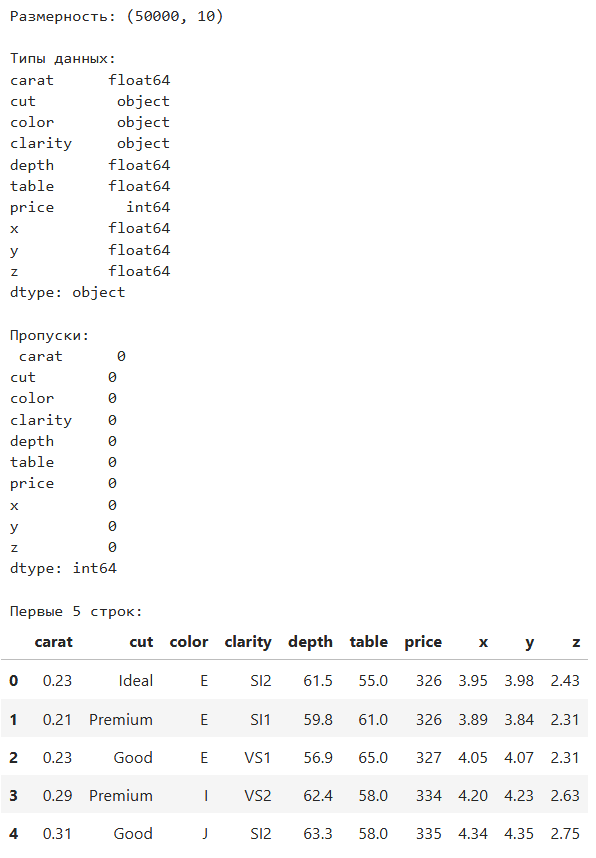 Размерность: (50000, 10)
Типы данных:
carat float64
cut object
color object
clarity object
depth float64
table float64
price int64
x float64
y float64
z float64
dtype: object
Пропуски:
carat 0
cut 0
color 0
clarity 0
depth 0
table 0
price 0
x 0
y 0
z 0
dtype: int64
Первые 5 строк:
carat cut color clarity depth table price x y z
0 0.23 Ideal E SI2 61.5 55.0 326 3.95 3.98 2.43
1 0.21 Premium E SI1 59.8 61.0 326 3.89 3.84 2.31
2 0.23 Good E VS1 56.9 65.0 327 4.05 4.07 2.31
3 0.29 Premium I VS2 62.4 58.0 334 4.20 4.23 2.63
4 0.31 Good J SI2 63.3 58.0 335 4.34 4.35 2.75